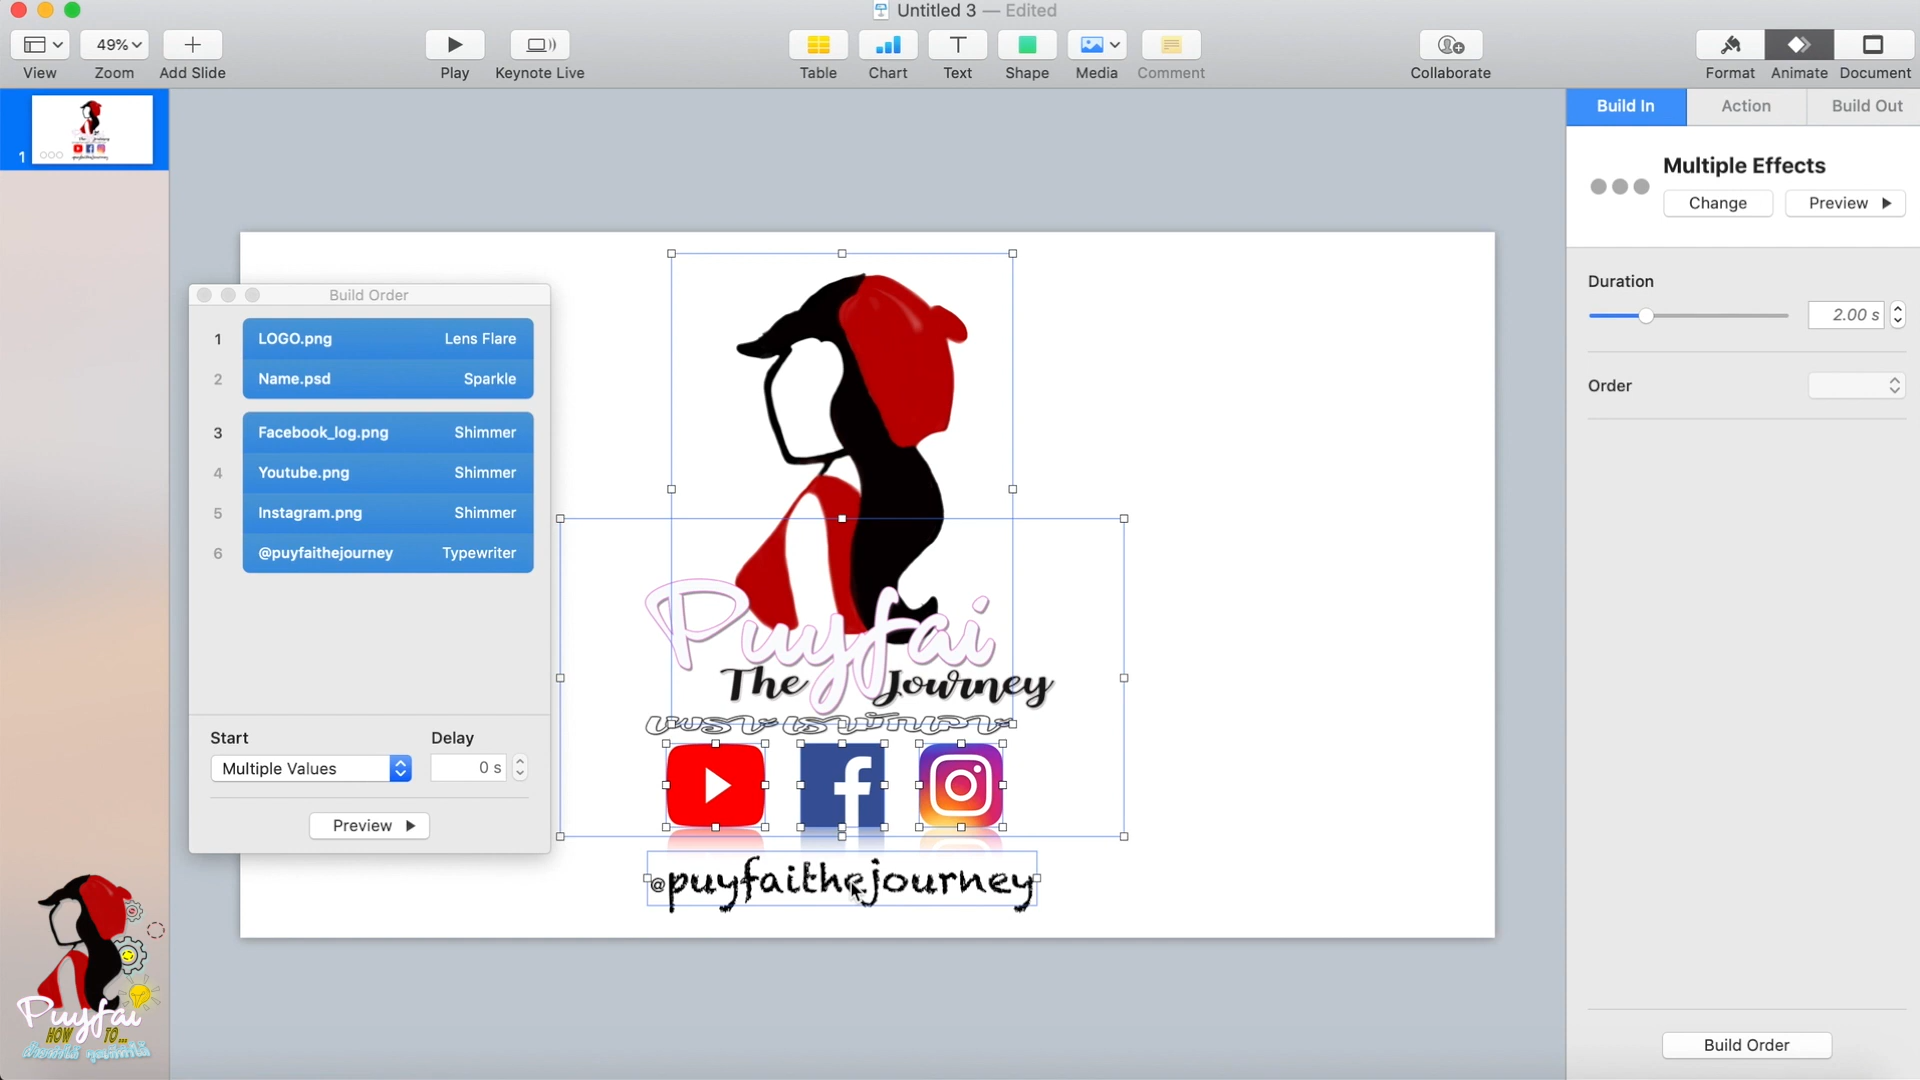 Untitled 3 — Edited
49%
View
Zoom
Add Slide
Play
Keynote Live
Table
Chart
Text
Shape
Media
Comment
Collaborate
Format
Animate
Document
1
Build In
Action
Build Out
Multiple Effects
Change
Preview
Duration
2.00 s
Order
Build Order
Build Order
1 LOGO.png Lens Flare
2 Name.psd Sparkle
3 Facebook_log.png Shimmer
4 Youtube.png Shimmer
5 Instagram.png Shimmer
6 @puyfaithejourney Typewriter
Start
Delay
Multiple Values
0 s
Preview
Puyfai
The Journey
@puyfaithejourney
Puyfai
HOW TO...